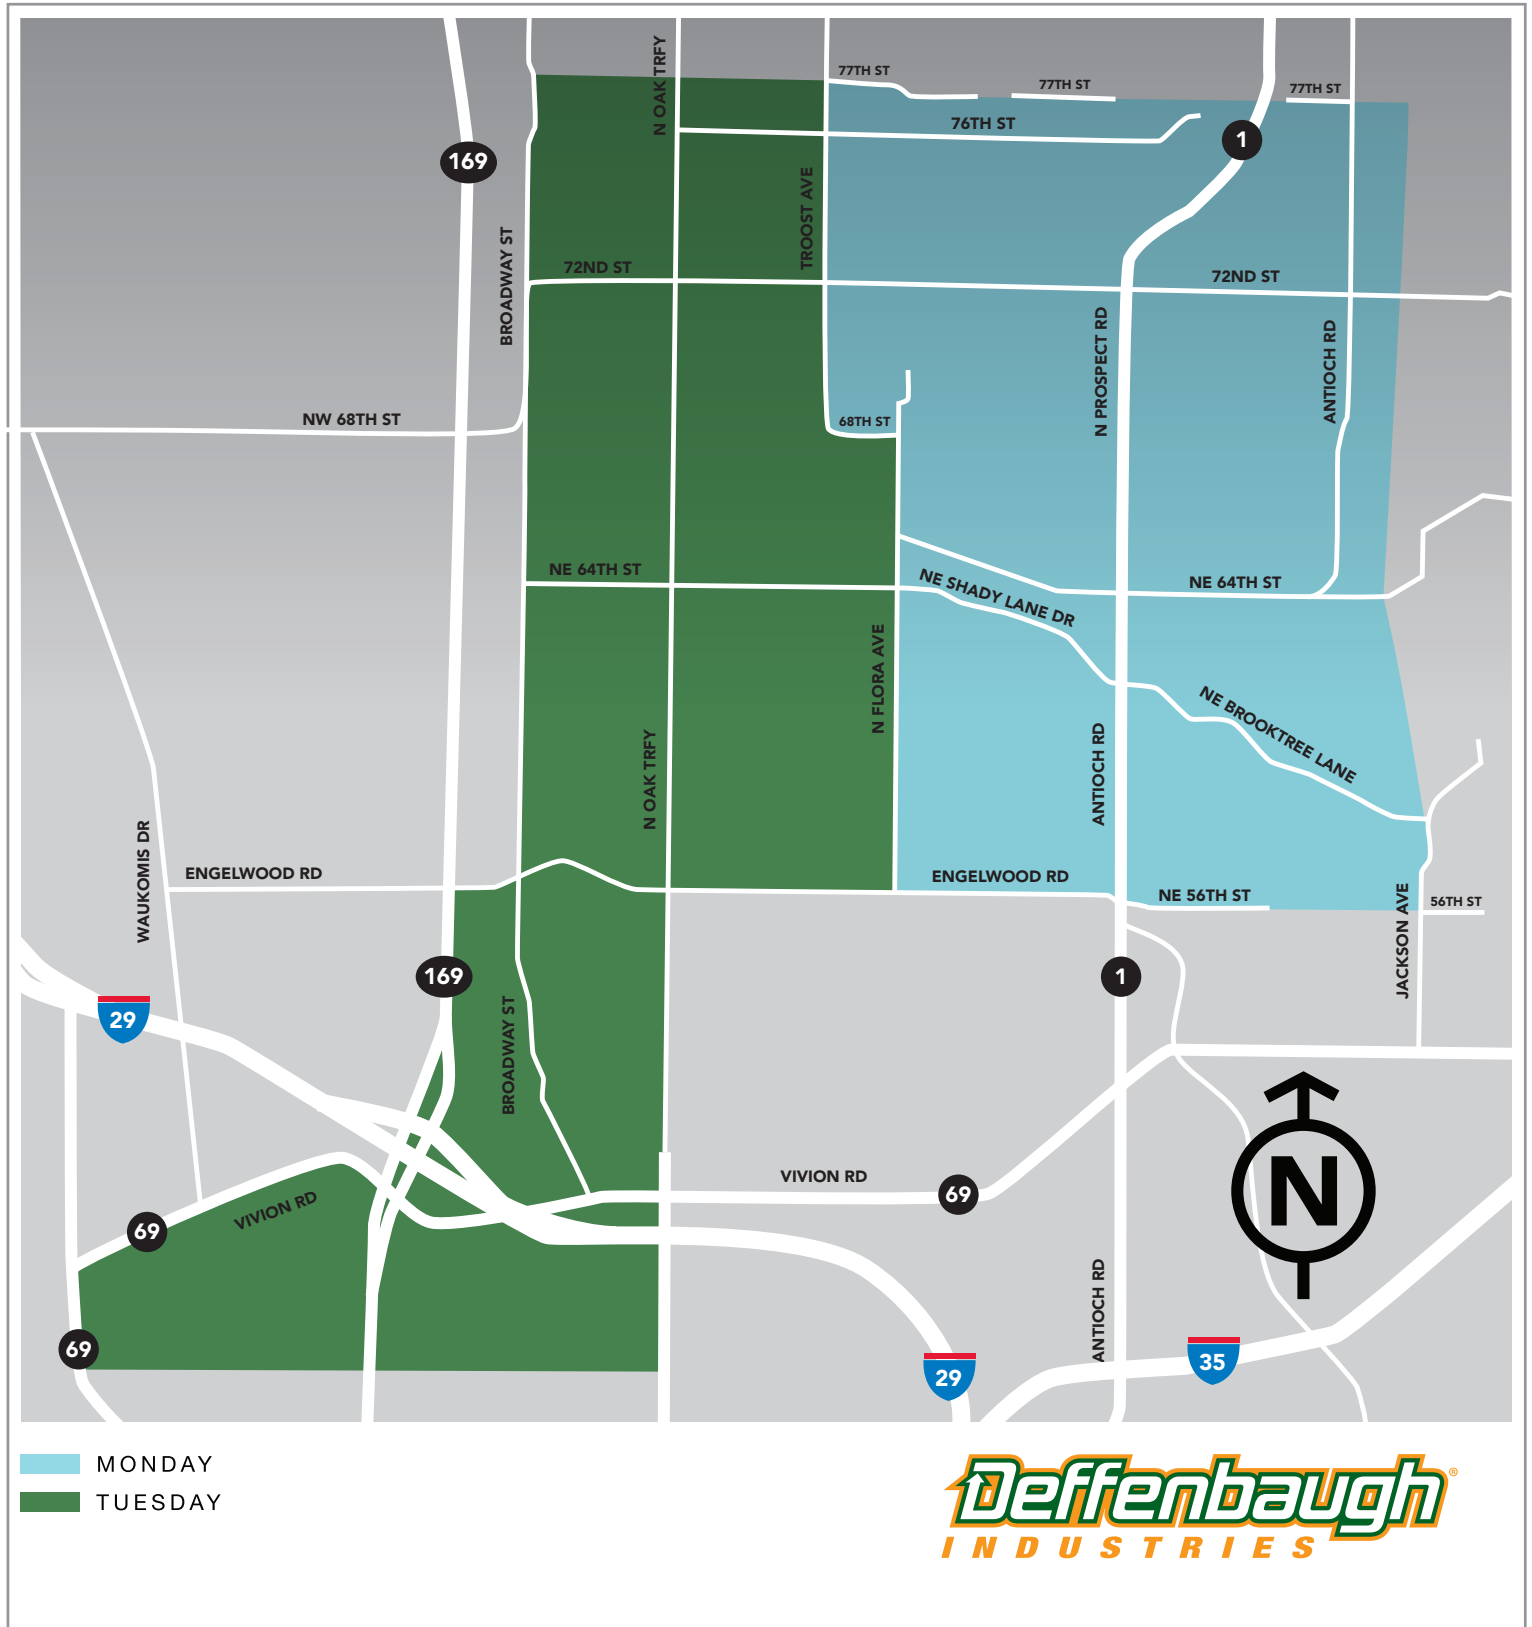 N OAK TRFY
77TH ST
77TH ST
77TH ST
76TH ST
1
169
TROOST AVE
BROADWAY ST
72ND ST
72ND ST
N PROSPECT RD
ANTIOCH RD
NW 68TH ST
68TH ST
NE 64TH ST
NE SHADY LANE DR
NE 64TH ST
N FLORA AVE
NE BROOKTREE LANE
N OAK TRFY
ANTIOCH RD
WAUKOMIS DR
ENGELWOOD RD
ENGELWOOD RD
NE 56TH ST
56TH ST
JACKSON AVE
169
1
29
BROADWAY ST
VIVION RD
69
N
VIVION RD
69
ANTIOCH RD
69
29
35
MONDAY
TUESDAY
Deffenbaugh®
INDUSTRIES